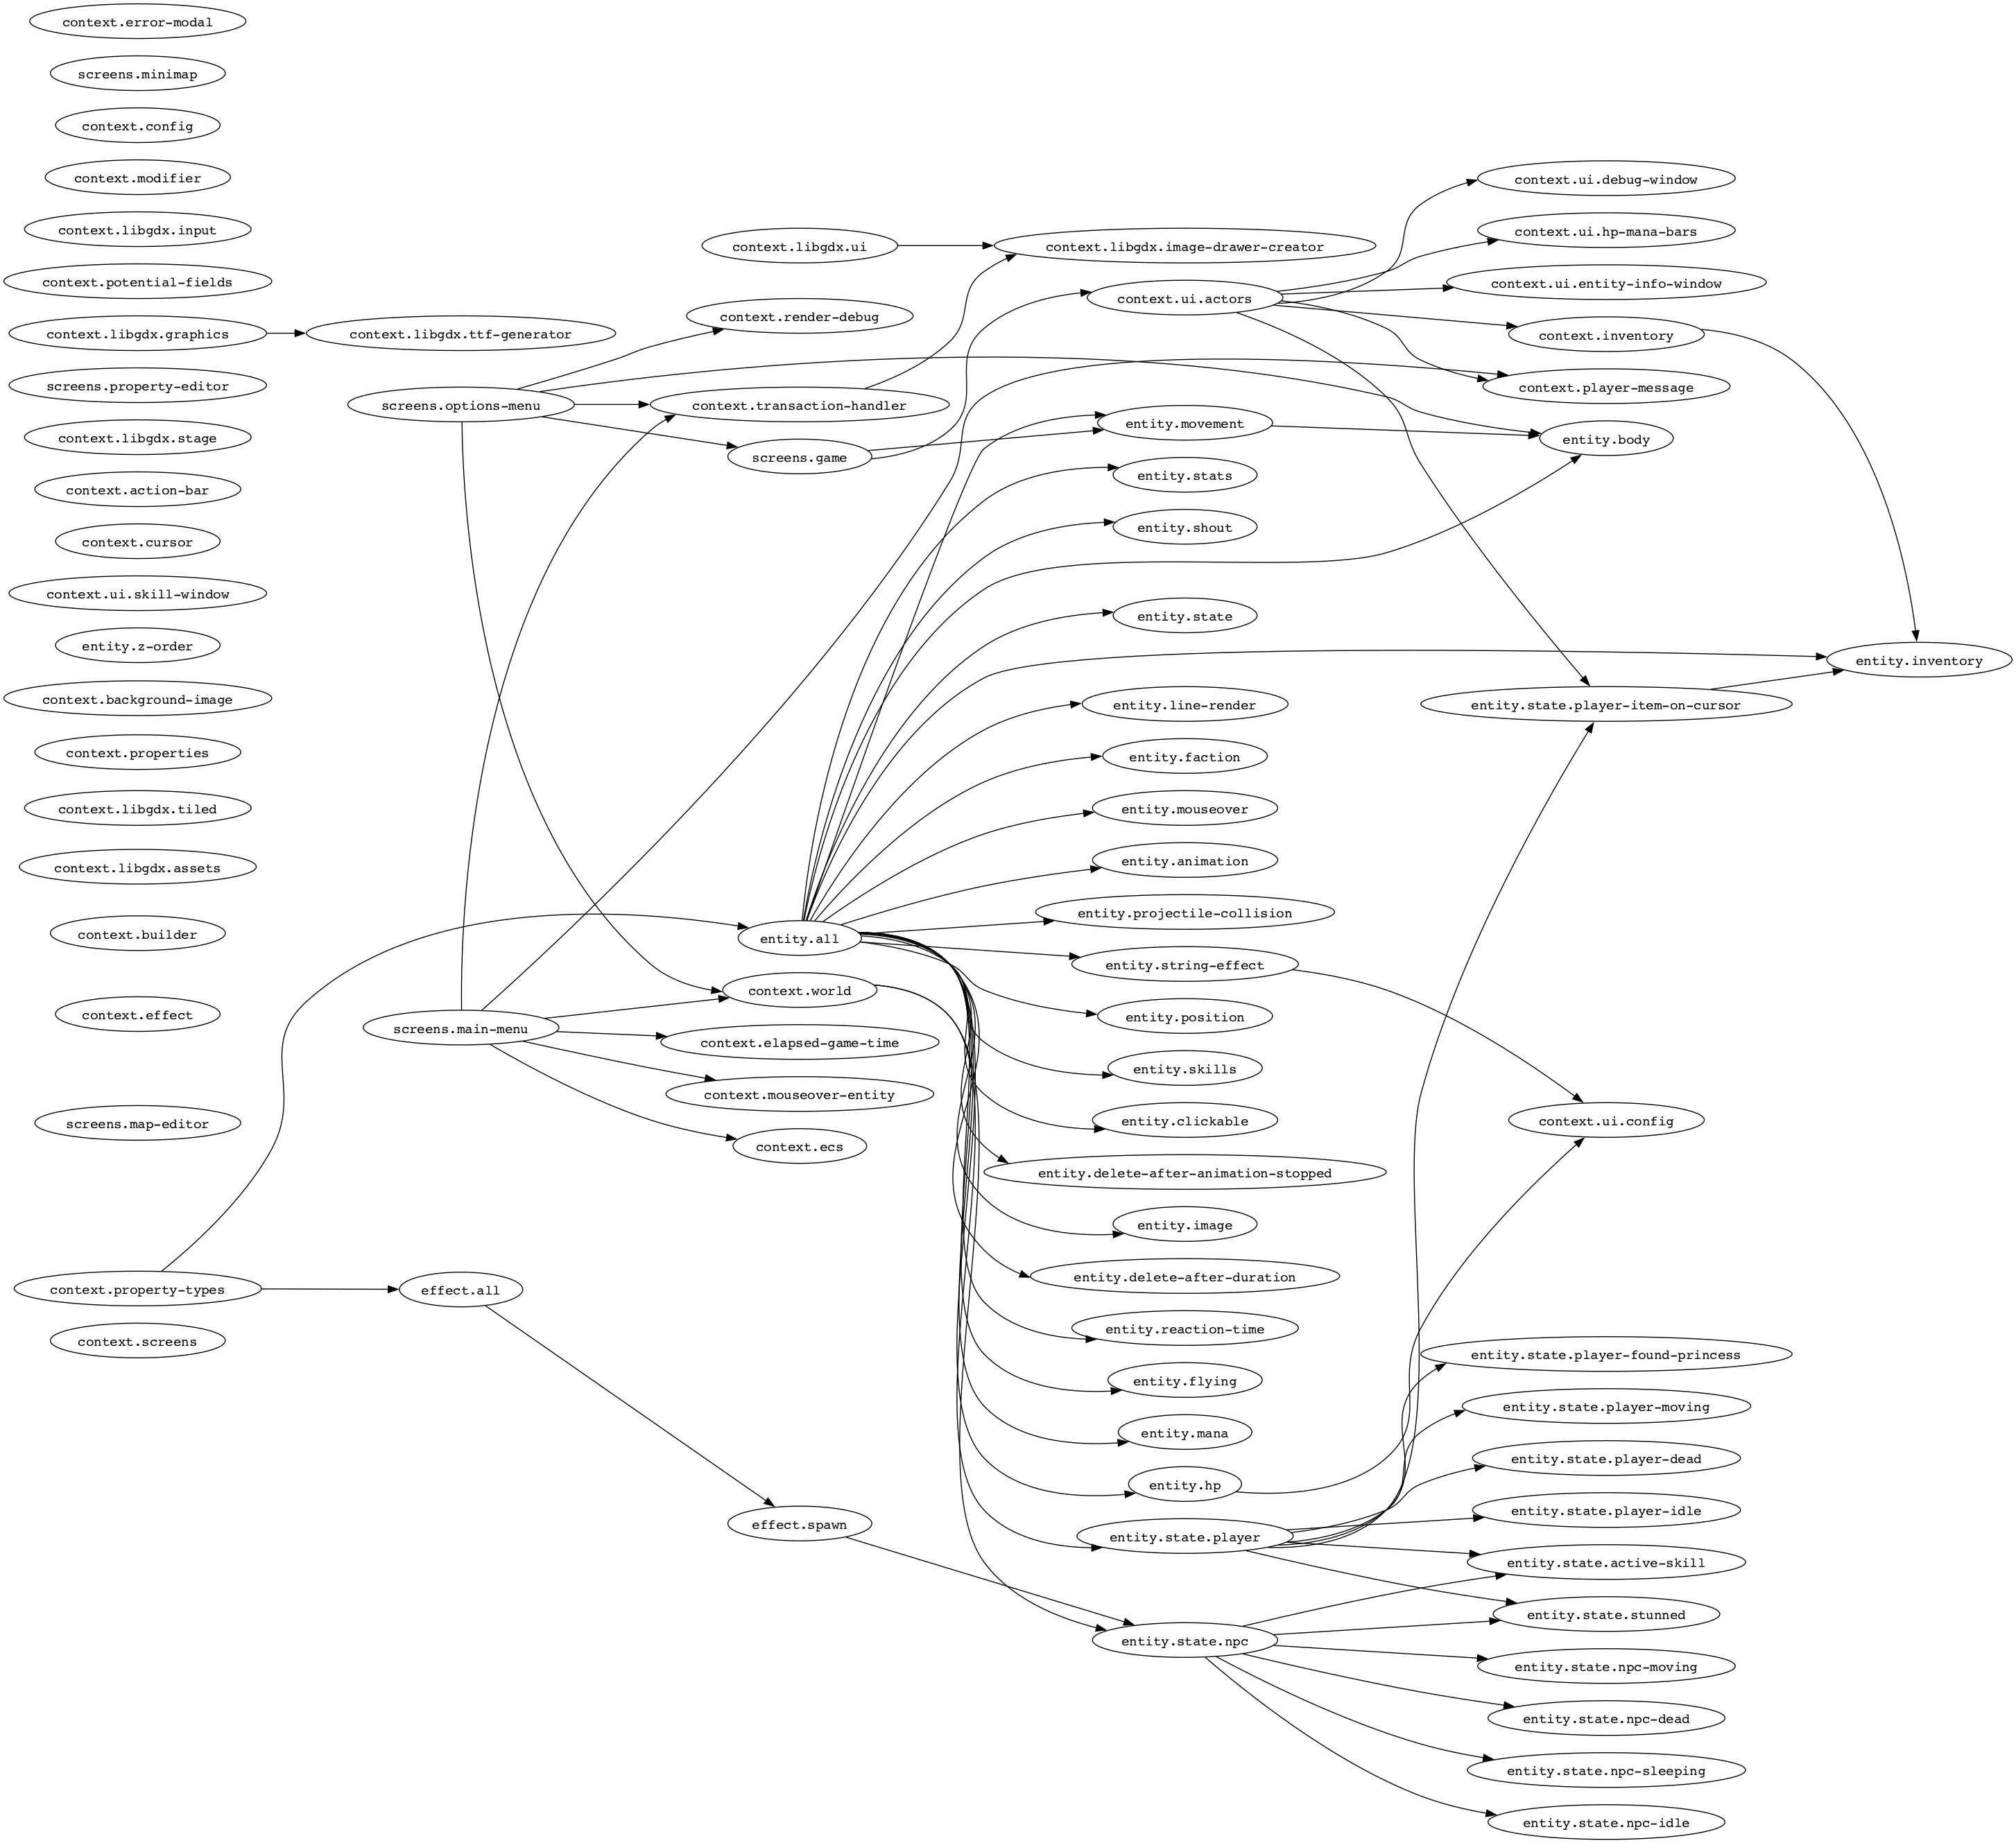 context.error-modal
screens.minimap
context.config
context.modifier
context.libgdx.input
context.potential-fields
context.libgdx.graphics
screens.property-editor
context.libgdx.stage
context.action-bar
context.cursor
context.ui.skill-window
entity.z-order
context.background-image
context.properties
context.libgdx.tiled
context.libgdx.assets
context.builder
context.effect
screens.map-editor
context.property-types
context.screens
context.libgdx.ttf-generator
screens.options-menu
screens.main-menu
effect.all
context.libgdx.ui
context.render-debug
context.transaction-handler
screens.game
entity.all
context.world
context.elapsed-game-time
context.mouseover-entity
context.ecs
effect.spawn
context.libgdx.image-drawer-creator
context.ui.actors
entity.movement
entity.stats
entity.shout
entity.state
entity.line-render
entity.faction
entity.mouseover
entity.animation
entity.projectile-collision
entity.string-effect
entity.position
entity.skills
entity.clickable
entity.delete-after-animation-stopped
entity.image
entity.delete-after-duration
entity.reaction-time
entity.flying
entity.mana
entity.hp
entity.state.player
entity.state.npc
context.ui.debug-window
context.ui.hp-mana-bars
context.ui.entity-info-window
context.inventory
context.player-message
entity.body
entity.state.player-item-on-cursor
context.ui.config
entity.state.player-found-princess
entity.state.player-moving
entity.state.player-dead
entity.state.player-idle
entity.state.active-skill
entity.state.stunned
entity.state.npc-moving
entity.state.npc-dead
entity.state.npc-sleeping
entity.state.npc-idle
entity.inventory